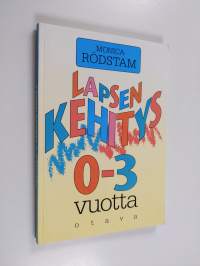 MONICA
RÖDSTAM
LAPSEN
KEHITYS
0-3
vuotta
otava